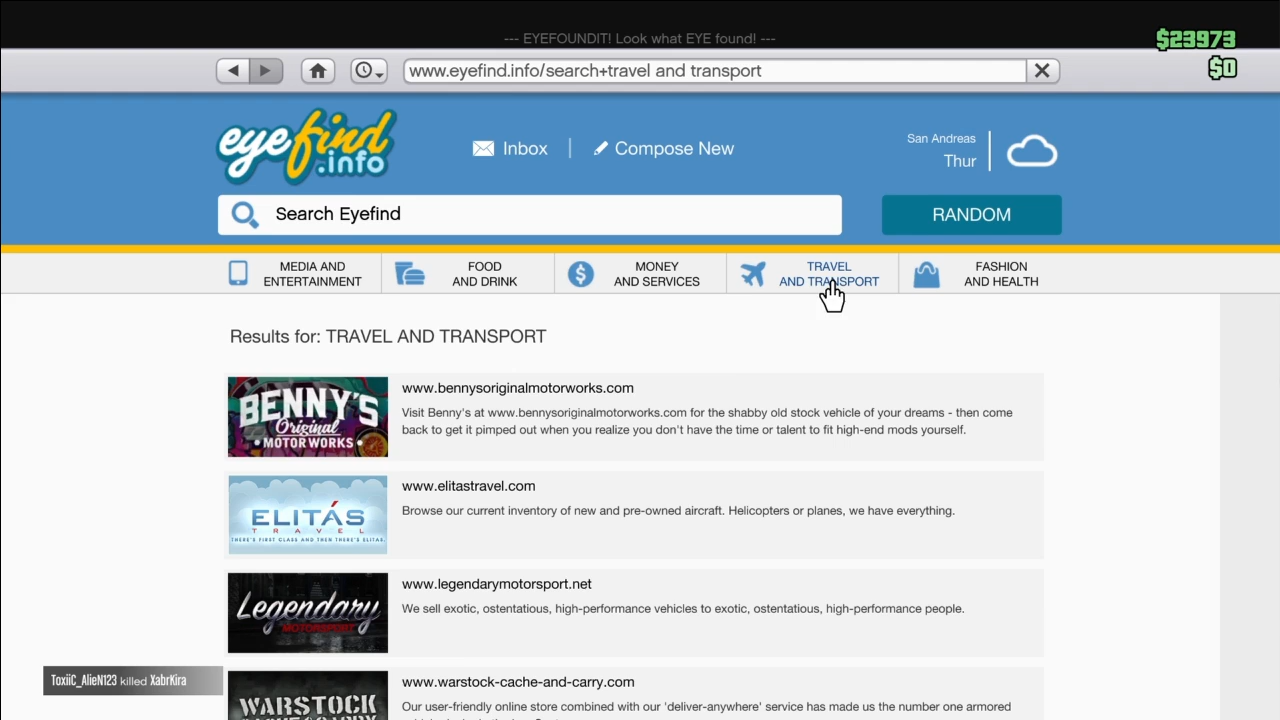 --- EYEFOUNDIT! Look what EYE found! ---
$23973
$0
www.eyefind.info/search+travel and transport
eyefind
.info
Inbox
Compose New
San Andreas
Thur
Search Eyefind
RANDOM
MEDIA AND
ENTERTAINMENT
FOOD
AND DRINK
MONEY
AND SERVICES
TRAVEL
AND TRANSPORT
FASHION
AND HEALTH
Results for: TRAVEL AND TRANSPORT
BENNY'S
Original
MOTOR WORKS
www.bennysoriginalmotorworks.com
Visit Benny's at www.bennysoriginalmotorworks.com for the shabby old stock vehicle of your dreams - then come
back to get it pimped out when you realize you don't have the time or talent to fit high-end mods yourself.
ELITÁS
TRAVEL
THERE'S FIRST CLASS AND THEN THERE'S ELITAS.
www.elitastravel.com
Browse our current inventory of new and pre-owned aircraft. Helicopters or planes, we have everything.
Legendary
MOTORSPORT
www.legendarymotorsport.net
We sell exotic, ostentatious, high-performance vehicles to exotic, ostentatious, high-performance people.
ToxiiC_AlieN123 killed XabrKira
WARSTOCK
www.warstock-cache-and-carry.com
Our user-friendly online store combined with our 'deliver-anywhere' service has made us the number one armored